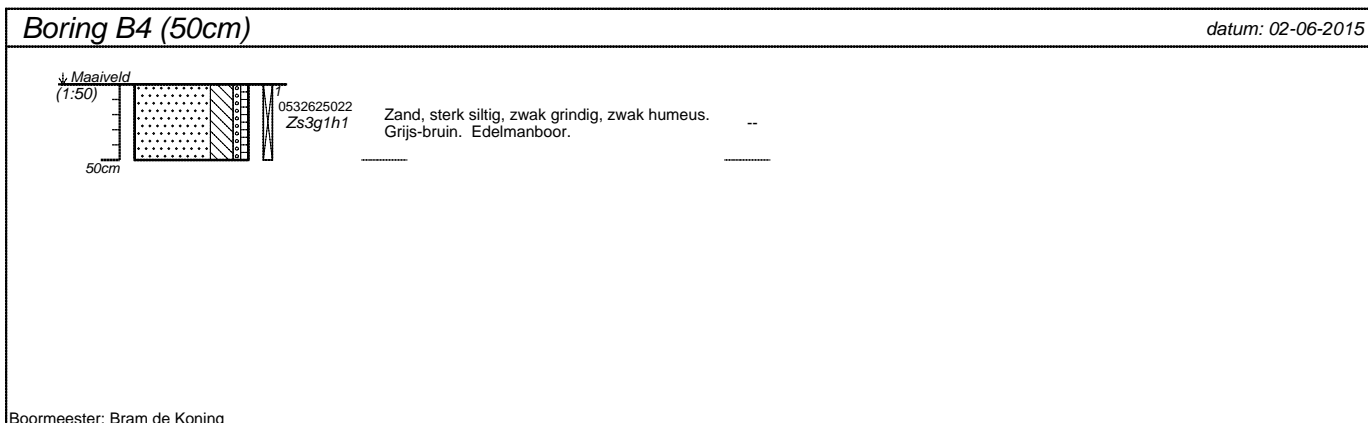 Boring B4 (50cm)
datum: 02-06-2015
Maaiveld
(1:50)
1
0532625022
Zs3g1h1
Zand, sterk siltig, zwak grindig, zwak humeus.
Grijs-bruin. Edelmanboor.
--
50cm
Boormeester: Bram de Koning